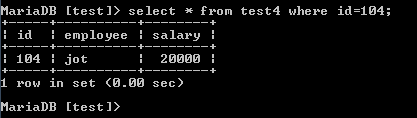 MariaDB [test]> select * from test4 where id=104;
+------+----------+--------+
| id   | employee | salary |
+------+----------+--------+
| 104  | jot      |  20000 |
+------+----------+--------+
1 row in set (0.00 sec)
MariaDB [test]>